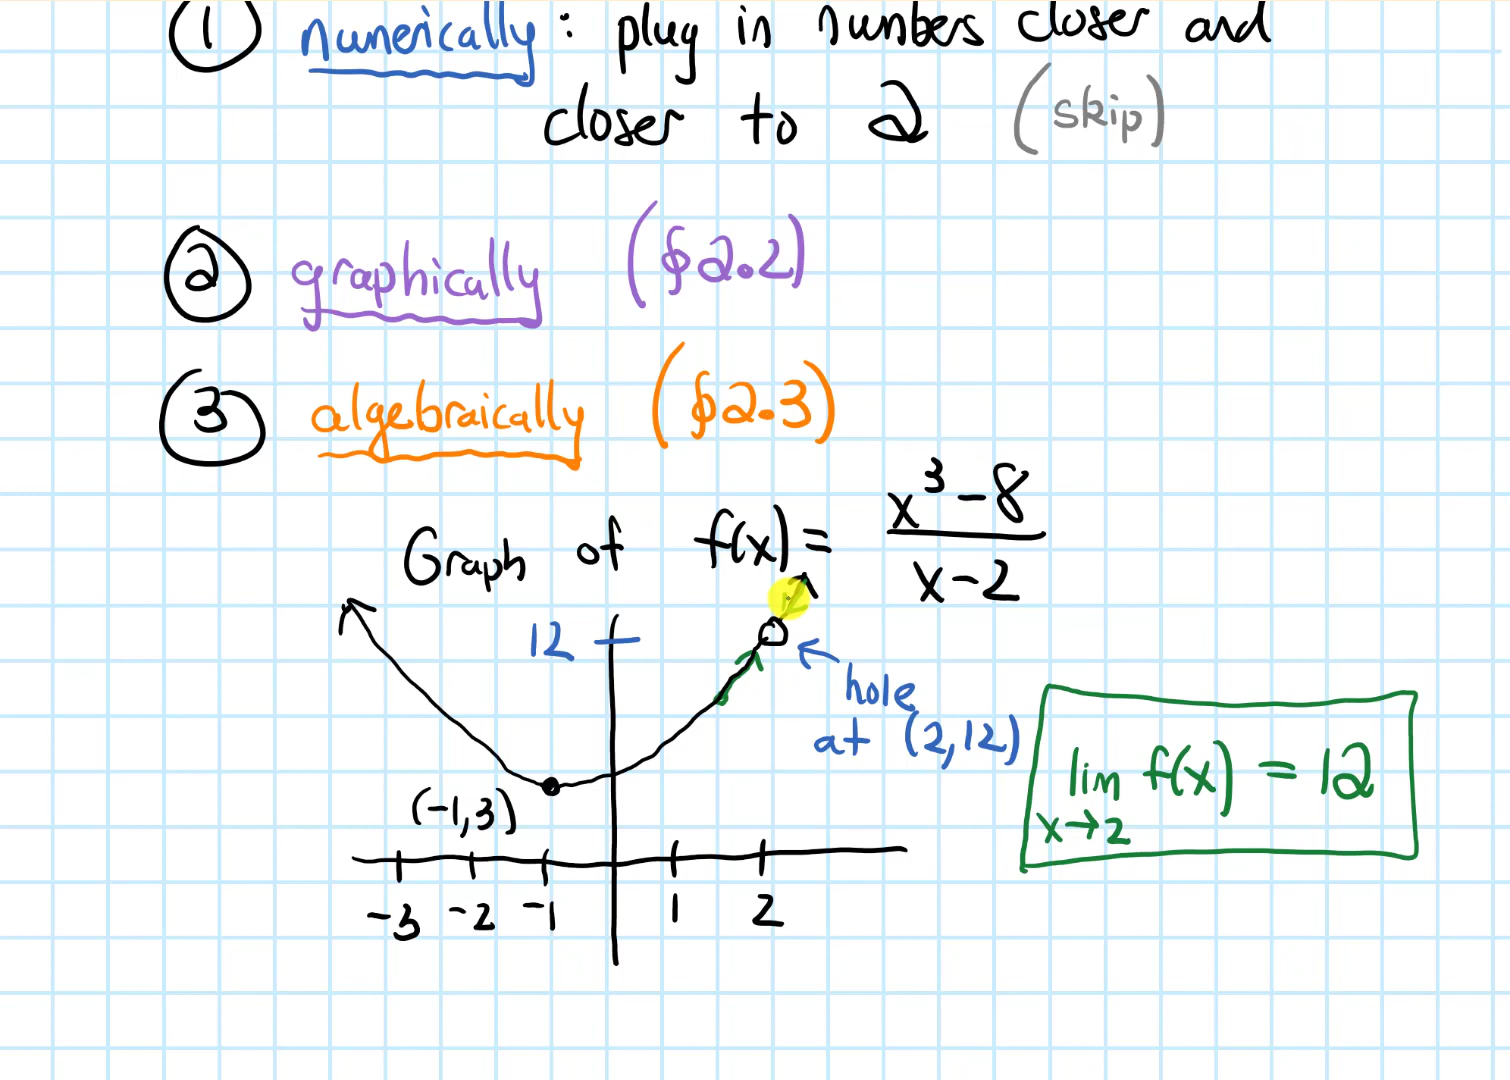 ① numerically: plug in numbers closer and
closer to 2 (skip)
② graphically (§2.2)
③ algebraically (§2.3)
Graph of f(x) = x³-8 / x-2
12
hole
at (2,12)
(-1,3)
lim f(x) = 12
x→2
-3 -2 -1 1 2